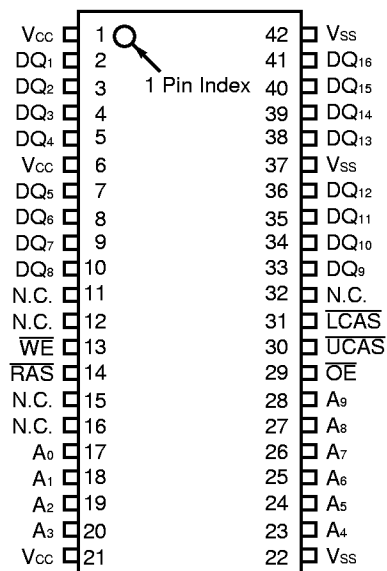 Vcc 1 42 Vss
DQ1 2 41 DQ16
DQ2 3 1 Pin Index 40 DQ15
DQ3 4 39 DQ14
DQ4 5 38 DQ13
Vcc 6 37 Vss
DQ5 7 36 DQ12
DQ6 8 35 DQ11
DQ7 9 34 DQ10
DQ8 10 33 DQ9
N.C. 11 32 N.C.
N.C. 12 31 LCAS
WE 13 30 UCAS
RAS 14 29 OE
N.C. 15 28 A9
N.C. 16 27 A8
A0 17 26 A7
A1 18 25 A6
A2 19 24 A5
A3 20 23 A4
Vcc 21 22 Vss